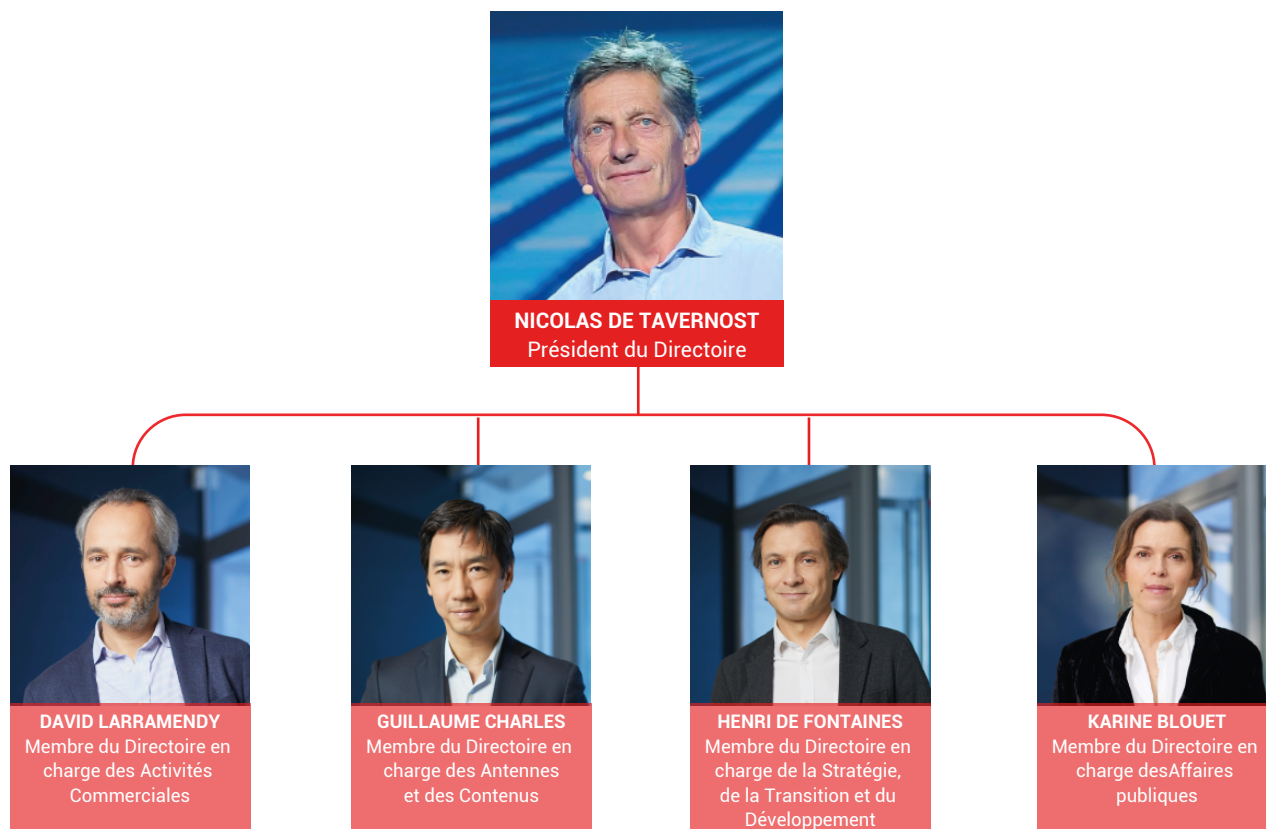 NICOLAS DE TAVERNOST
Président du Directoire
DAVID LARRAMENDY
Membre du Directoire en
charge des Activités
Commerciales
GUILLAUME CHARLES
Membre du Directoire en
charge des Antennes
et des Contenus
HENRI DE FONTAINES
Membre du Directoire en
charge de la Stratégie,
de la Transition et du
Développement
KARINE BLOUET
Membre du Directoire en
charge desAffaires
publiques